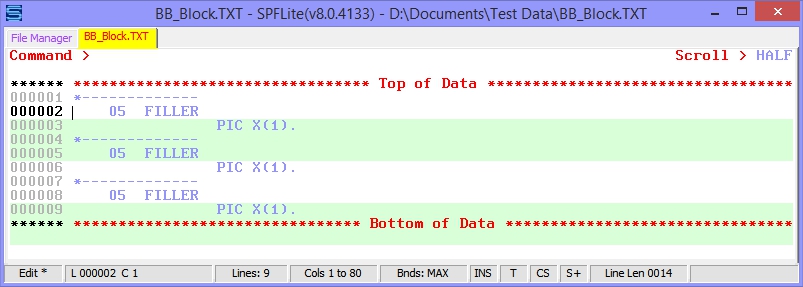 BB_Block.TXT - SPFLite(v8.0.4133) - D:\Documents\Test Data\BB_Block.TXT
File Manager BB_Block.TXT
Command > Scroll > HALF
****** ********************************* Top of Data **********************************
000001 *-------------
000002     05  FILLER
000003                 PIC X(1).
000004 *-------------
000005     05  FILLER
000006                 PIC X(1).
000007 *-------------
000008     05  FILLER
000009                 PIC X(1).
****** ******************************** Bottom of Data ********************************
Edit * L 000002 C 1 Lines: 9 Cols 1 to 80 Bnds: MAX INS T CS S+ Line Len 0014